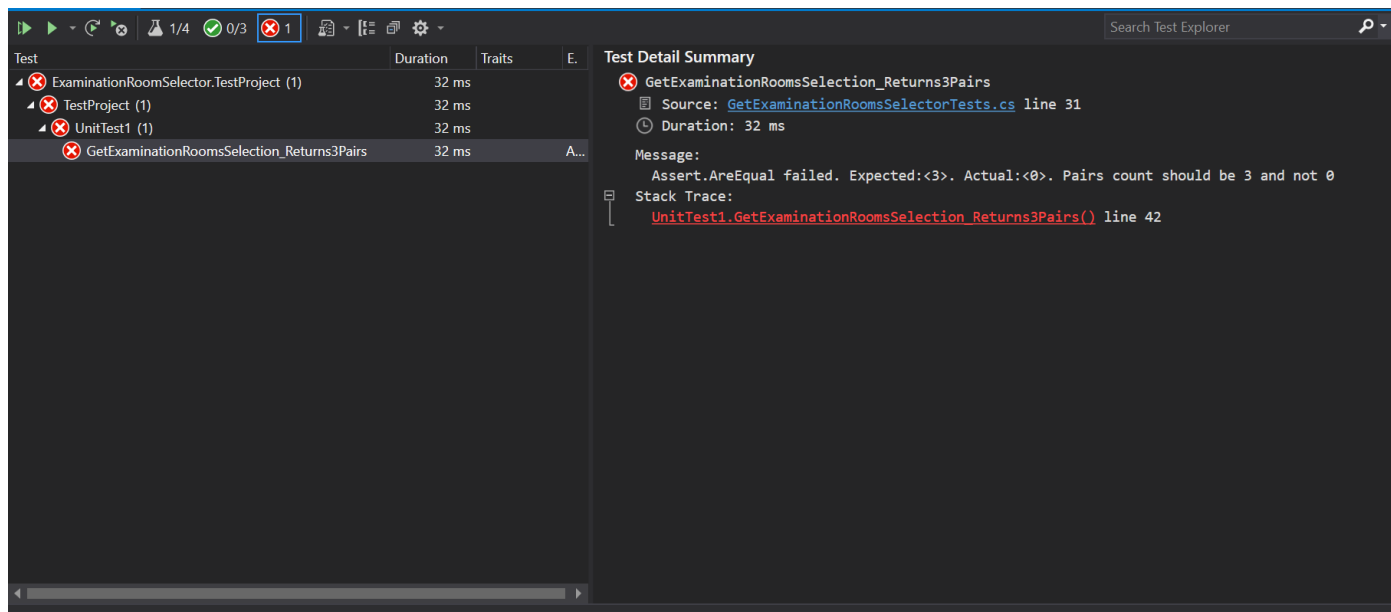 1/4 0/3 1 Search Test Explorer
Test Duration Traits E.
ExaminationRoomSelector.TestProject (1) 32 ms
TestProject (1) 32 ms
UnitTest1 (1) 32 ms
GetExaminationRoomsSelection_Returns3Pairs 32 ms A...
Test Detail Summary
GetExaminationRoomsSelection_Returns3Pairs
Source: GetExaminationRoomsSelectorTests.cs line 31
Duration: 32 ms
Message:
Assert.AreEqual failed. Expected:<3>. Actual:<0>. Pairs count should be 3 and not 0
Stack Trace:
UnitTest1.GetExaminationRoomsSelection_Returns3Pairs() line 42